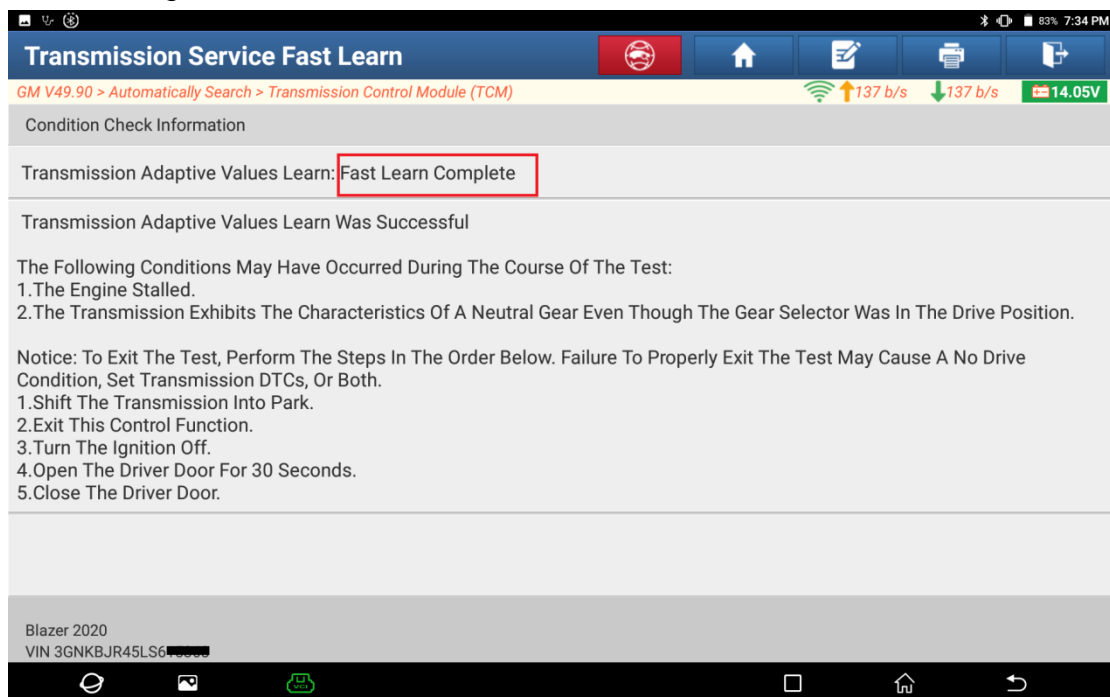 83% 7:34 PM
Transmission Service Fast Learn
GM V49.90 > Automatically Search > Transmission Control Module (TCM)
137 b/s 137 b/s 14.05V
Condition Check Information
Transmission Adaptive Values Learn: Fast Learn Complete
Transmission Adaptive Values Learn Was Successful
The Following Conditions May Have Occurred During The Course Of The Test:
1.The Engine Stalled.
2.The Transmission Exhibits The Characteristics Of A Neutral Gear Even Though The Gear Selector Was In The Drive Position.
Notice: To Exit The Test, Perform The Steps In The Order Below. Failure To Properly Exit The Test May Cause A No Drive
Condition, Set Transmission DTCs, Or Both.
1.Shift The Transmission Into Park.
2.Exit This Control Function.
3.Turn The Ignition Off.
4.Open The Driver Door For 30 Seconds.
5.Close The Driver Door.
Blazer 2020
VIN 3GNKBJR45LS6
VCI